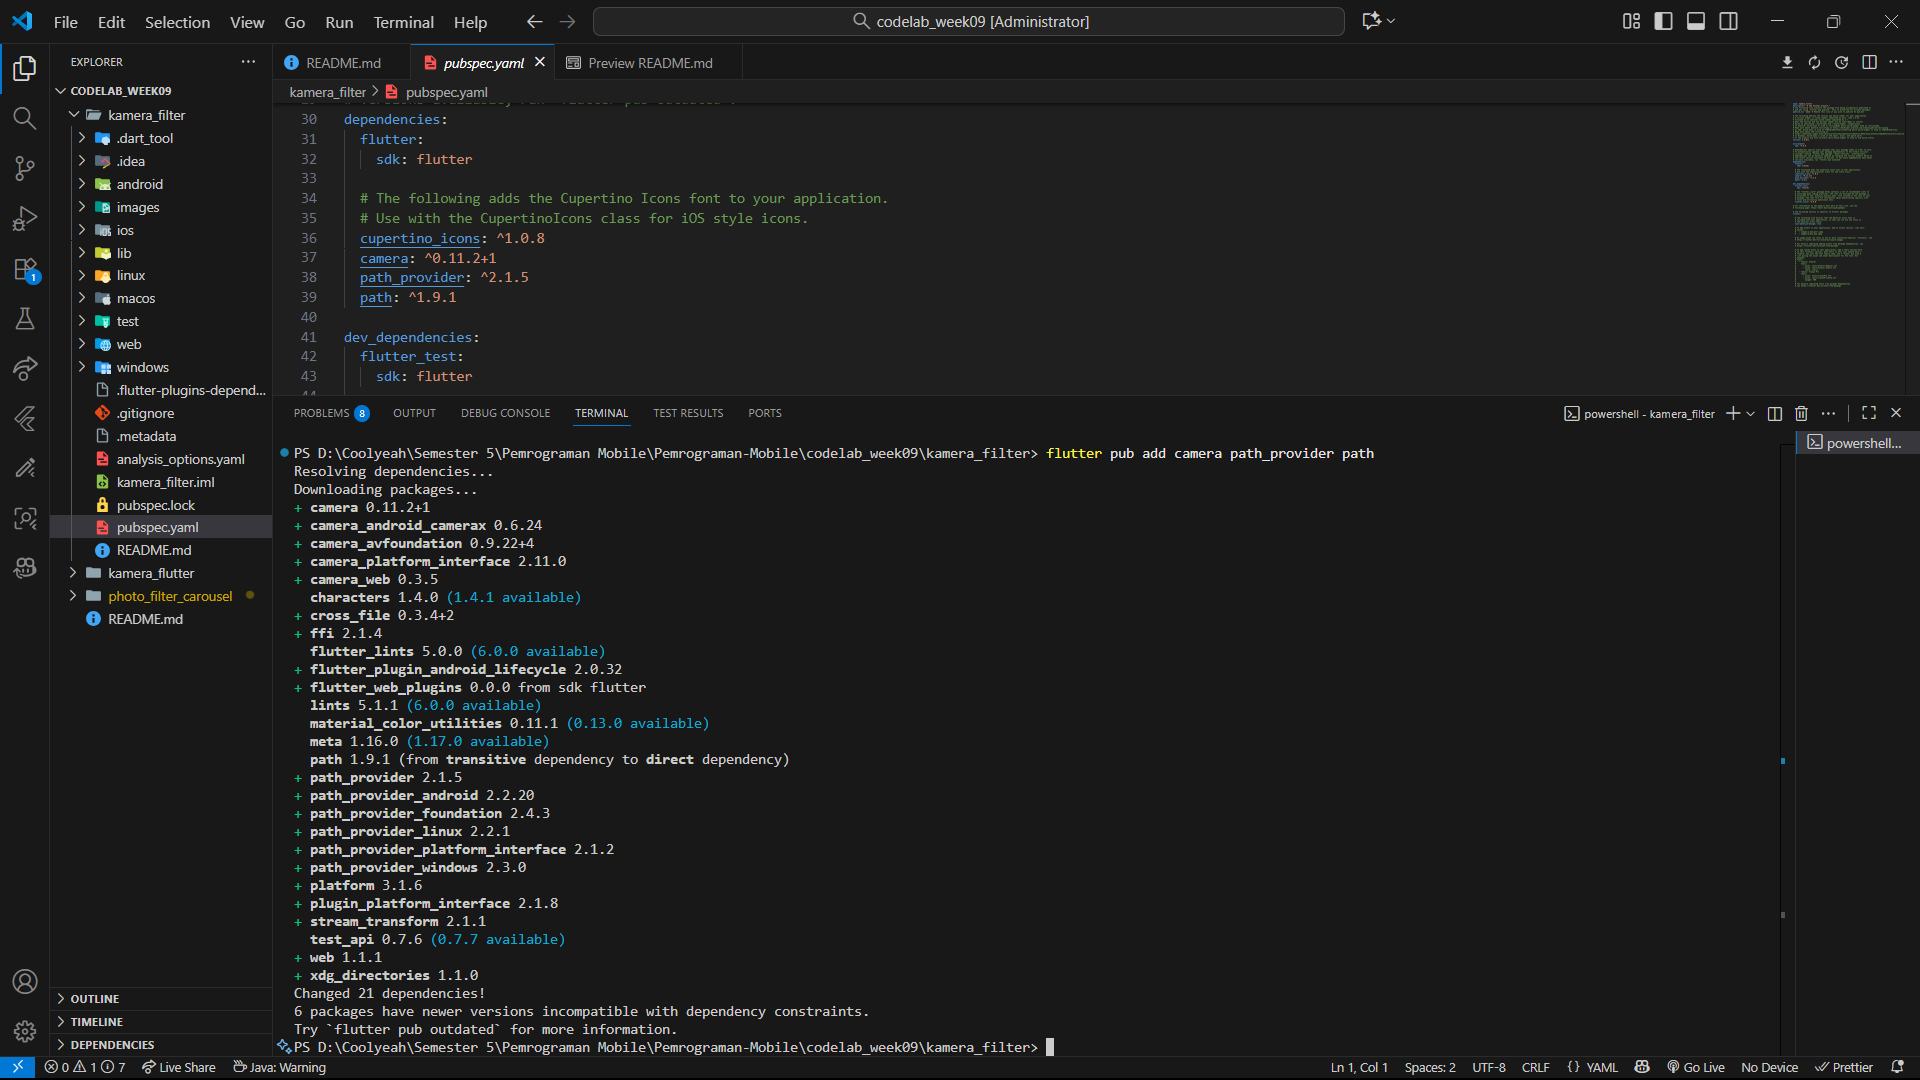 File Edit Selection View Go Run Terminal Help
codelab_week09 [Administrator]
EXPLORER
CODELAB_WEEK09
kamera_filter
.dart_tool
.idea
android
images
ios
lib
linux
macos
test
web
windows
.flutter-plugins-depend...
.gitignore
.metadata
analysis_options.yaml
kamera_filter.iml
pubspec.lock
pubspec.yaml
README.md
kamera_flutter
photo_filter_carousel
README.md
OUTLINE
TIMELINE
DEPENDENCIES
README.md pubspec.yaml Preview README.md
kamera_filter > pubspec.yaml
30 dependencies:
31 flutter:
32 sdk: flutter
33
34 # The following adds the Cupertino Icons font to your application.
35 # Use with the CupertinoIcons class for iOS style icons.
36 cupertino_icons: ^1.0.8
37 camera: ^0.11.2+1
38 path_provider: ^2.1.5
39 path: ^1.9.1
40
41 dev_dependencies:
42 flutter_test:
43 sdk: flutter
PROBLEMS 8 OUTPUT DEBUG CONSOLE TERMINAL TEST RESULTS PORTS
powershell - kamera_filter
powershell...
PS D:\Coolyeah\Semester 5\Pemrograman Mobile\Pemrograman-Mobile\codelab_week09\kamera_filter> flutter pub add camera path_provider path
Resolving dependencies...
Downloading packages...
+ camera 0.11.2+1
+ camera_android_camerax 0.6.24
+ camera_avfoundation 0.9.22+4
+ camera_platform_interface 2.11.0
+ camera_web 0.3.5
characters 1.4.0 (1.4.1 available)
+ cross_file 0.3.4+2
+ ffi 2.1.4
flutter_lints 5.0.0 (6.0.0 available)
+ flutter_plugin_android_lifecycle 2.0.32
+ flutter_web_plugins 0.0.0 from sdk flutter
lints 5.1.1 (6.0.0 available)
material_color_utilities 0.11.1 (0.13.0 available)
meta 1.16.0 (1.17.0 available)
path 1.9.1 (from transitive dependency to direct dependency)
+ path_provider 2.1.5
+ path_provider_android 2.2.20
+ path_provider_foundation 2.4.3
+ path_provider_linux 2.2.1
+ path_provider_platform_interface 2.1.2
+ path_provider_windows 2.3.0
+ platform 3.1.6
+ plugin_platform_interface 2.1.8
+ stream_transform 2.1.1
test_api 0.7.6 (0.7.7 available)
+ web 1.1.1
+ xdg_directories 1.1.0
Changed 21 dependencies!
6 packages have newer versions incompatible with dependency constraints.
Try `flutter pub outdated` for more information.
PS D:\Coolyeah\Semester 5\Pemrograman Mobile\Pemrograman-Mobile\codelab_week09\kamera_filter>
0 1 7 Live Share Java: Warning Ln 1, Col 1 Spaces: 2 UTF-8 CRLF {} YAML Go Live No Device Prettier
1